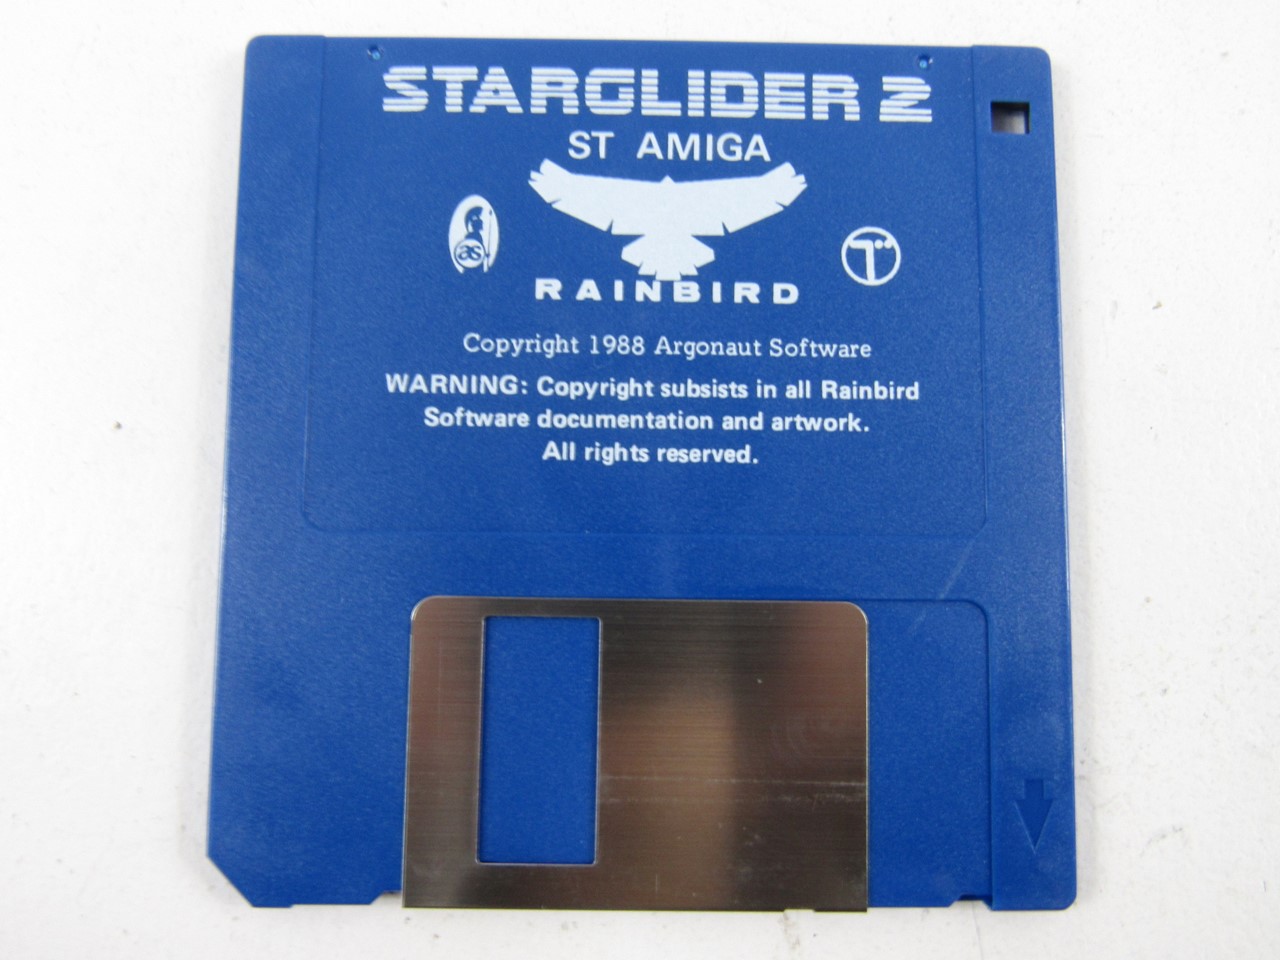 STARGLIDER 2
ST AMIGA
as
T
RAINBIRD
Copyright 1988 Argonaut Software
WARNING: Copyright subsists in all Rainbird
Software documentation and artwork.
All rights reserved.